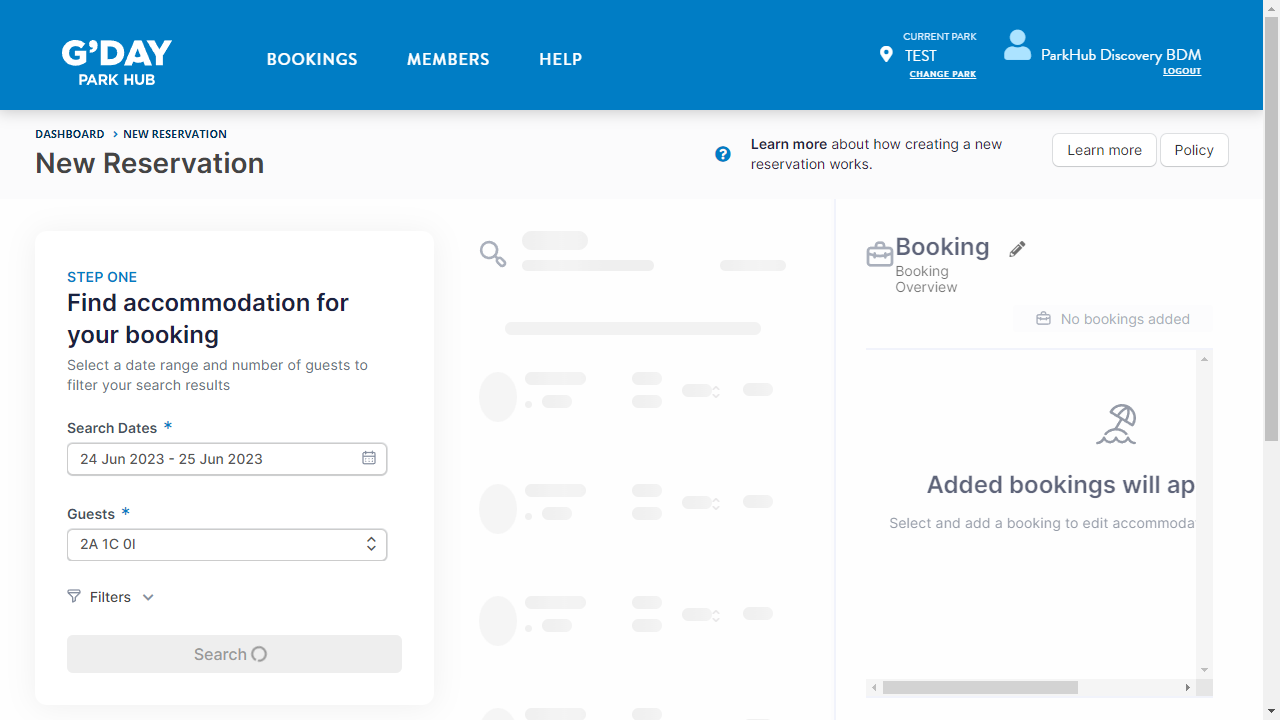 G'DAY
PARK HUB
BOOKINGS
MEMBERS
HELP
CURRENT PARK
TEST
CHANGE PARK
ParkHub Discovery BDM
LOGOUT
DASHBOARD > NEW RESERVATION
New Reservation
Learn more about how creating a new
reservation works.
Learn more
Policy
STEP ONE
Find accommodation for
your booking
Select a date range and number of guests to
filter your search results
Search Dates *
24 Jun 2023 - 25 Jun 2023
Guests *
2A 1C 0I
Filters
Search
Booking
Booking
Overview
No bookings added
Added bookings will ap
Select and add a booking to edit accommoda